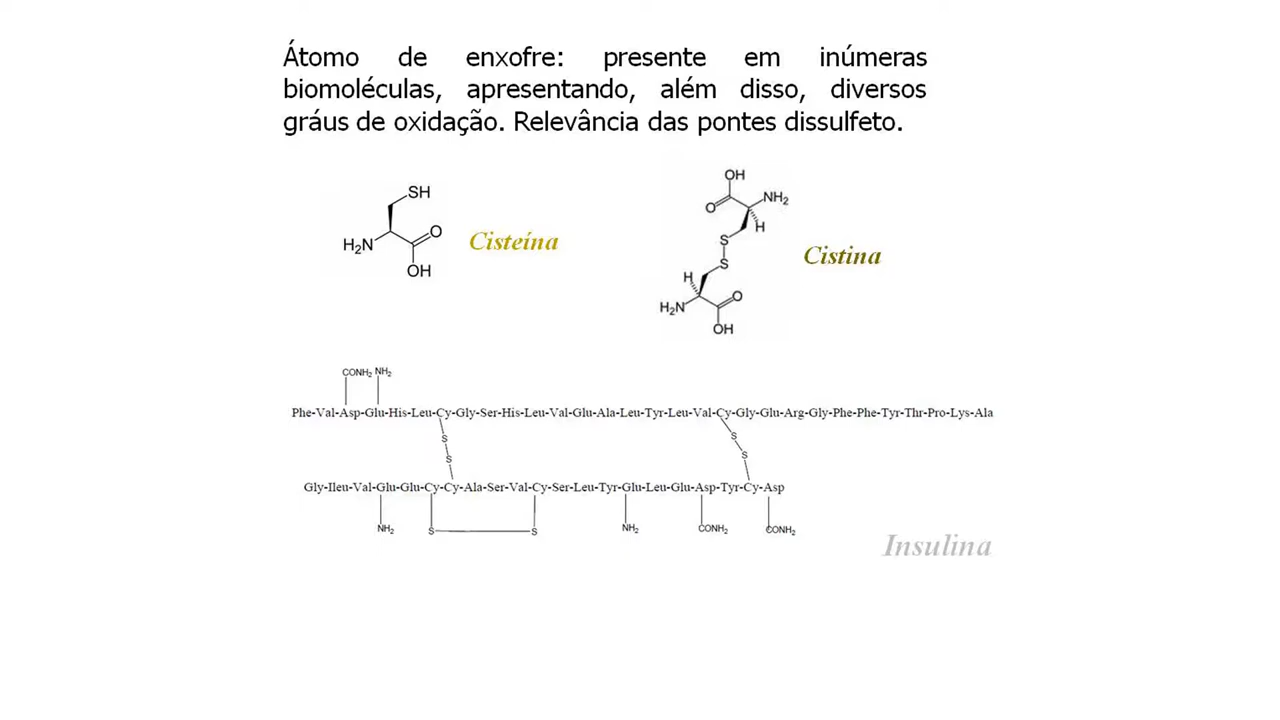 Átomo de enxofre: presente em inúmeras
biomoléculas, apresentando, além disso, diversos
gráus de oxidação. Relevância das pontes dissulfeto.
SH
H2N
O
OH
Cisteína
OH
O
NH2
H
S
S
H
H2N
O
OH
Cistina
CONH2 NH2
Phe-Val-Asp-Glu-His-Leu-Cy-Gly-Ser-His-Leu-Val-Glu-Ala-Leu-Tyr-Leu-Val-Cy-Gly-Glu-Arg-Gly-Phe-Phe-Tyr-Thr-Pro-Lys-Ala
S S
S S
Gly-Ileu-Val-Glu-Glu-Cy-Cy-Ala-Ser-Val-Cy-Ser-Leu-Tyr-Glu-Leu-Glu-Asp-Tyr-Cy-Asp
NH2 S S NH2 CONH2 CONH2
Insulina